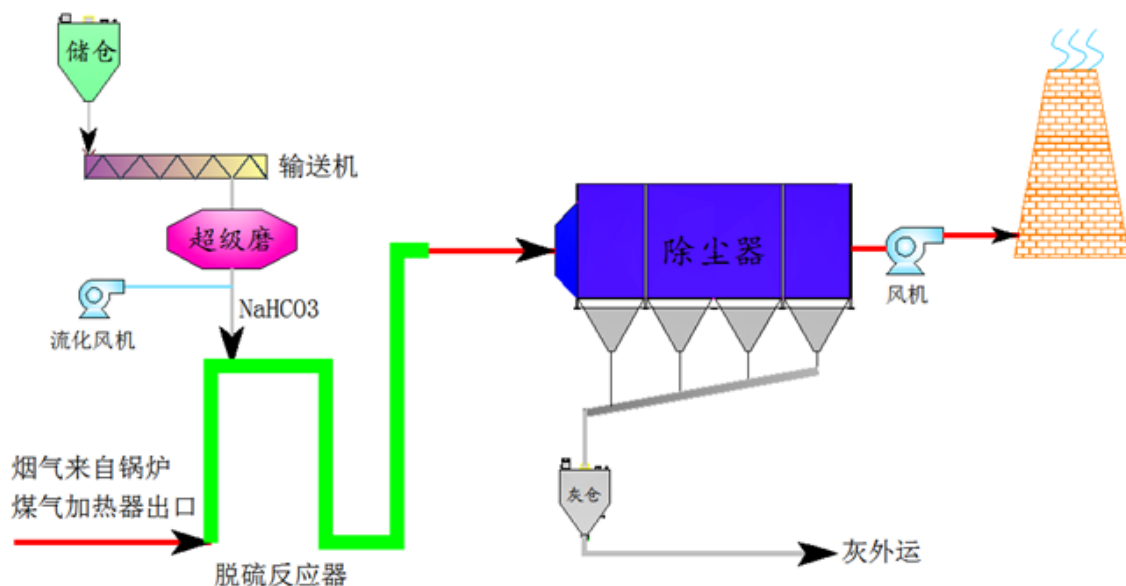 储仓
输送机
超级磨
NaHCO3
流化风机
除尘器
风机
烟气来自锅炉
煤气加热器出口
脱硫反应器
灰仓
灰外运